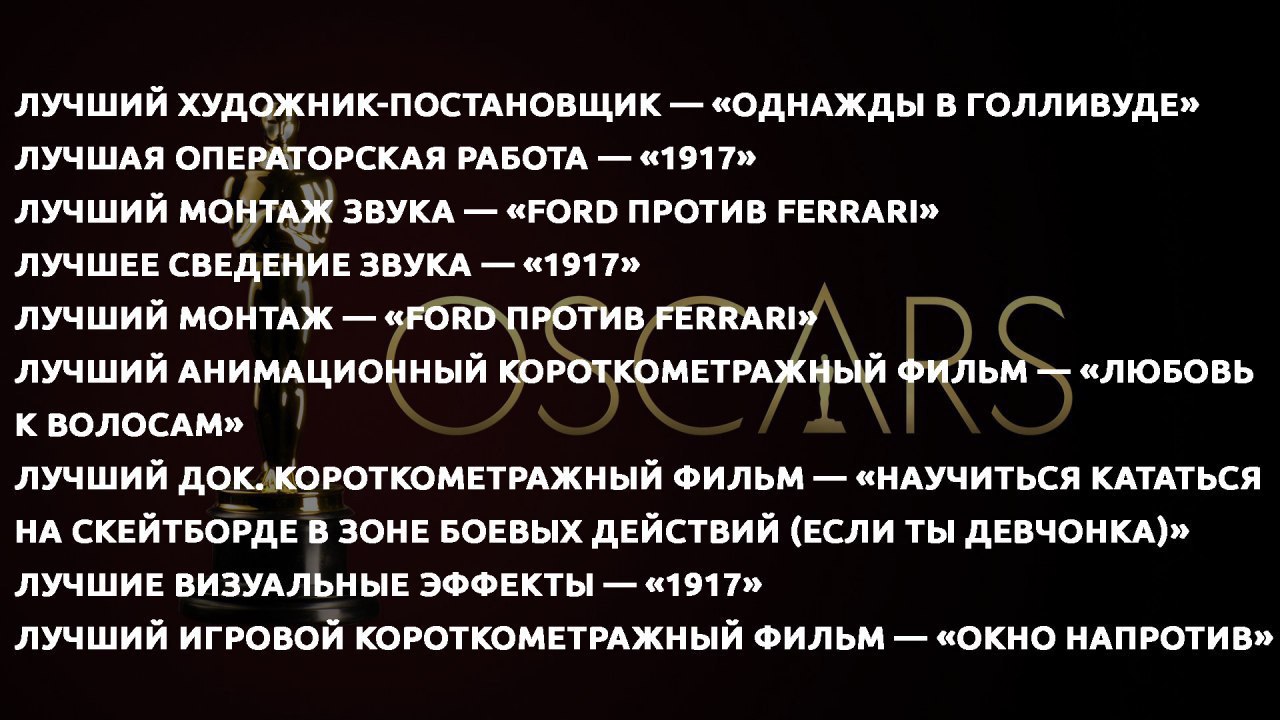 ЛУЧШИЙ ХУДОЖНИК-ПОСТАНОВЩИК — «ОДНАЖДЫ В ГОЛЛИВУДЕ»
ЛУЧШАЯ ОПЕРАТОРСКАЯ РАБОТА — «1917»
ЛУЧШИЙ МОНТАЖ ЗВУКА — «FORD ПРОТИВ FERRARI»
ЛУЧШЕЕ СВЕДЕНИЕ ЗВУКА — «1917»
ЛУЧШИЙ МОНТАЖ — «FORD ПРОТИВ FERRARI»
ЛУЧШИЙ АНИМАЦИОННЫЙ КОРОТКОМЕТРАЖНЫЙ ФИЛЬМ — «ЛЮБОВЬ
К ВОЛОСАМ»
ЛУЧШИЙ ДОК. КОРОТКОМЕТРАЖНЫЙ ФИЛЬМ — «НАУЧИТЬСЯ КАТАТЬСЯ
НА СКЕЙТБОРДЕ В ЗОНЕ БОЕВЫХ ДЕЙСТВИЙ (ЕСЛИ ТЫ ДЕВЧОНКА)»
ЛУЧШИЕ ВИЗУАЛЬНЫЕ ЭФФЕКТЫ — «1917»
ЛУЧШИЙ ИГРОВОЙ КОРОТКОМЕТРАЖНЫЙ ФИЛЬМ — «ОКНО НАПРОТИВ»
OSCARS